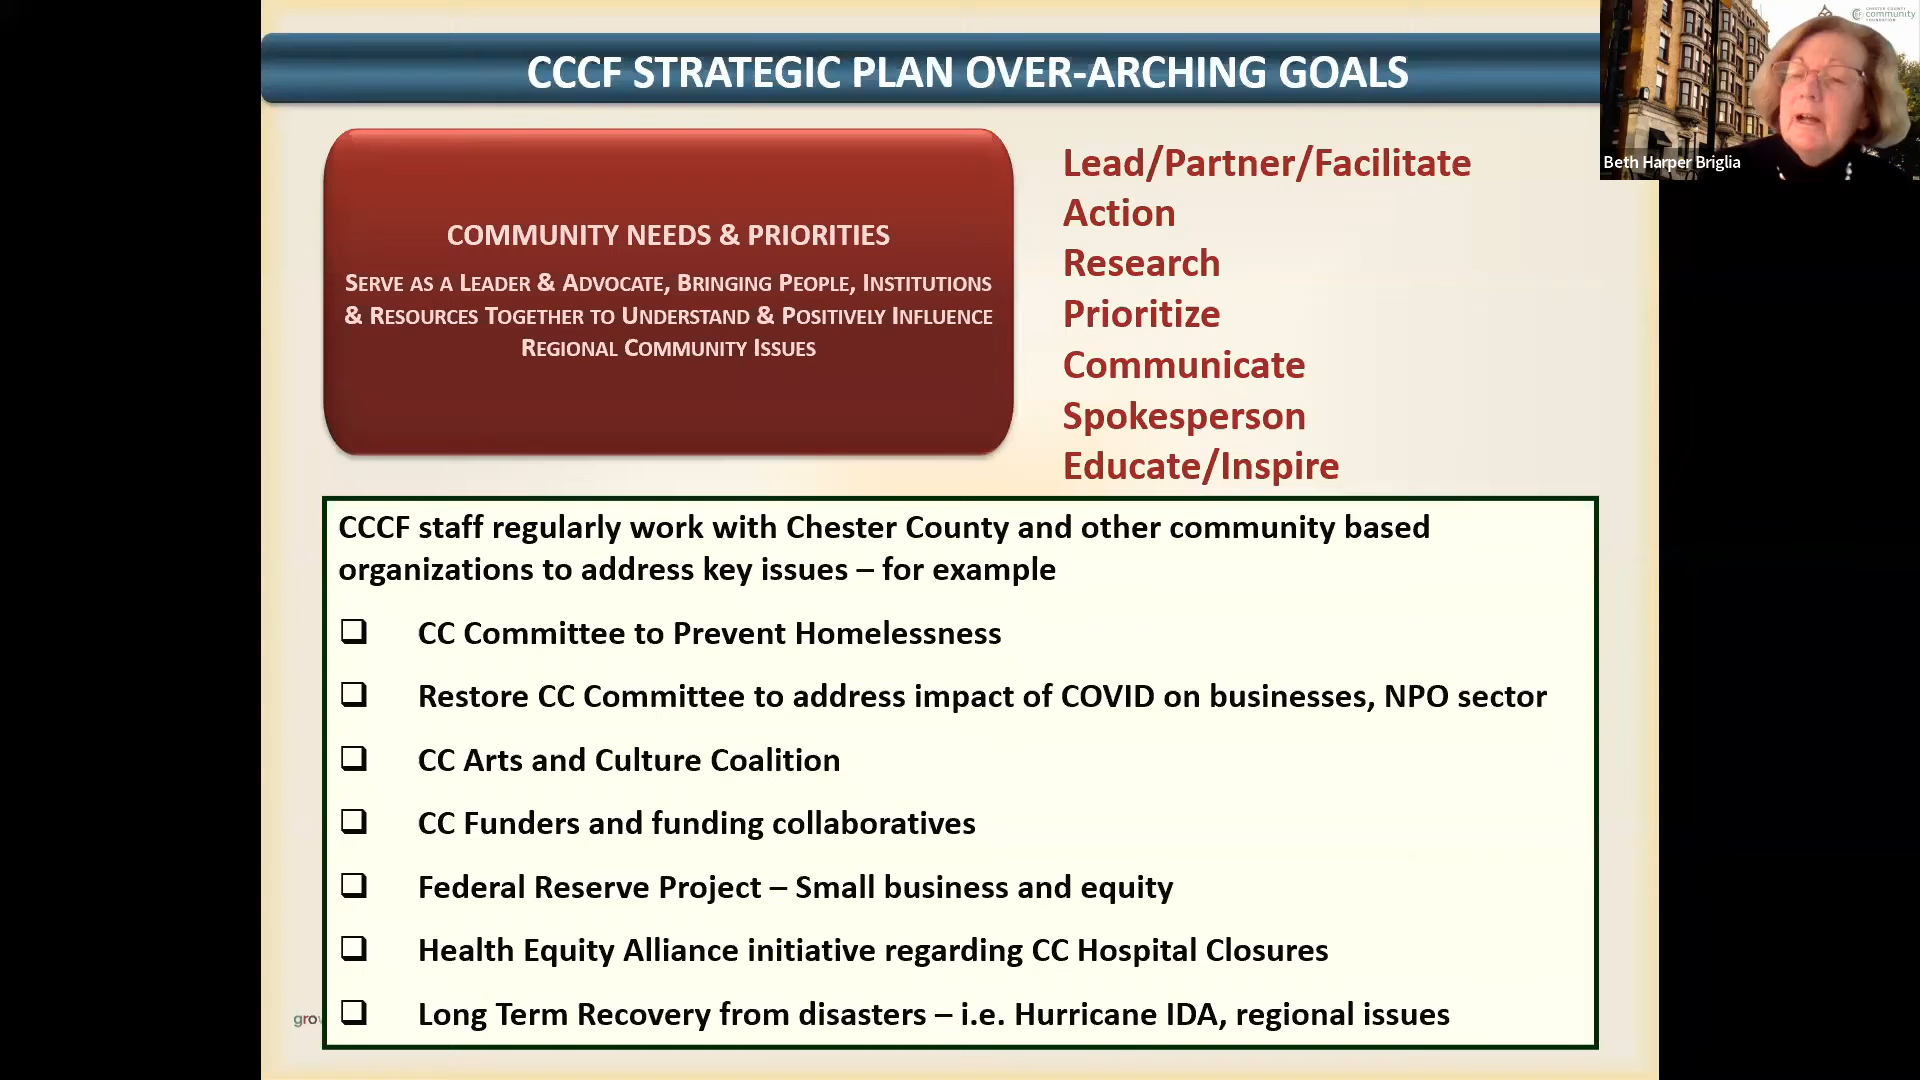 CCCF STRATEGIC PLAN OVER-ARCHING GOALS
CHESTER COUNTY
community
FOUNDATION
Beth Harper Briglia
COMMUNITY NEEDS & PRIORITIES
SERVE AS A LEADER & ADVOCATE, BRINGING PEOPLE, INSTITUTIONS
& RESOURCES TOGETHER TO UNDERSTAND & POSITIVELY INFLUENCE
REGIONAL COMMUNITY ISSUES
Lead/Partner/Facilitate
Action
Research
Prioritize
Communicate
Spokesperson
Educate/Inspire
CCCF staff regularly work with Chester County and other community based
organizations to address key issues – for example
❑ CC Committee to Prevent Homelessness
❑ Restore CC Committee to address impact of COVID on businesses, NPO sector
❑ CC Arts and Culture Coalition
❑ CC Funders and funding collaboratives
❑ Federal Reserve Project – Small business and equity
❑ Health Equity Alliance initiative regarding CC Hospital Closures
❑ Long Term Recovery from disasters – i.e. Hurricane IDA, regional issues